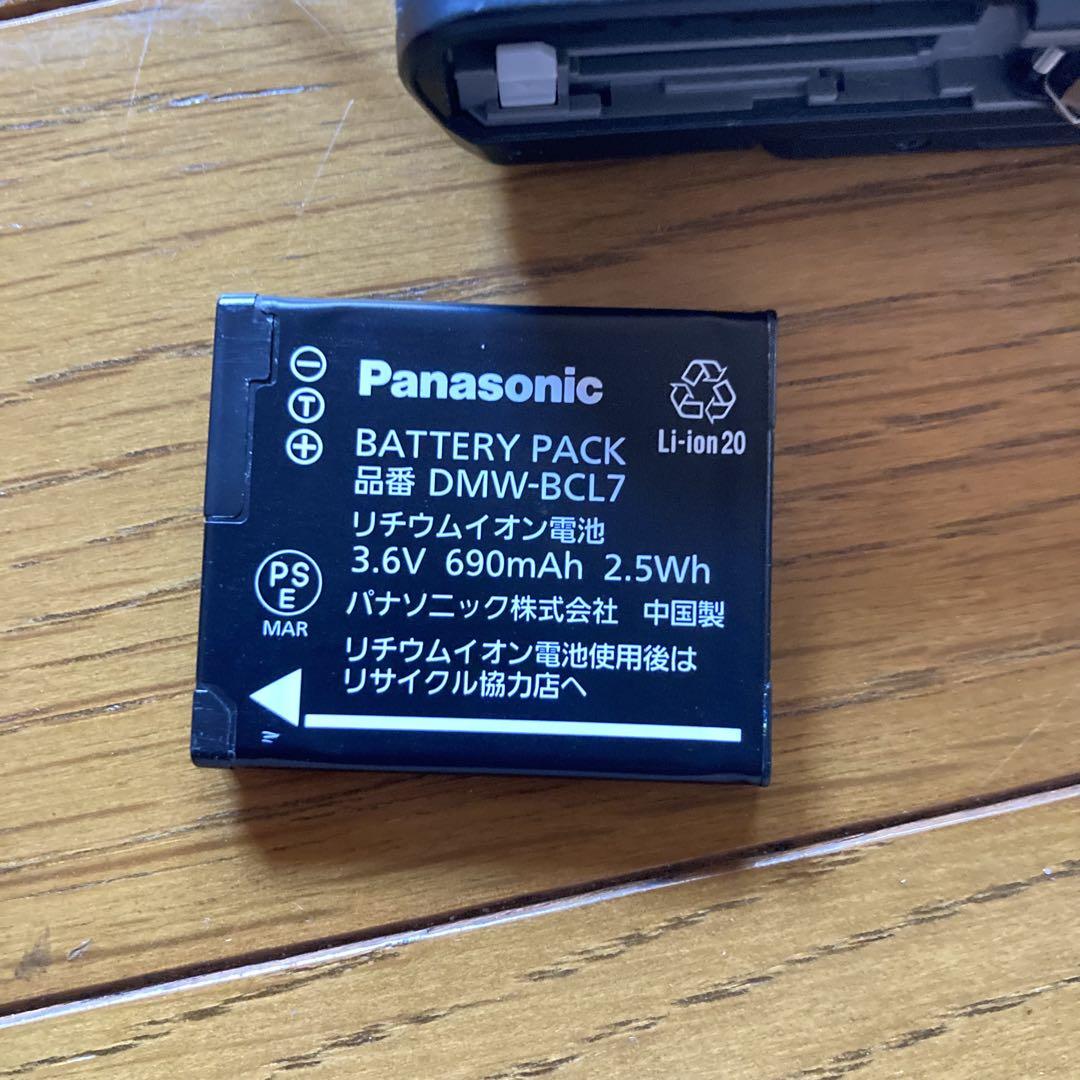 Panasonic
BATTERY PACK
Li-ion20
品番 DMW-BCL7
リチウムイオン電池
3.6V 690mAh 2.5Wh
パナソニック株式会社 中国製
リチウムイオン電池使用後は
リサイクル協力店へ
T
PS
E
MAR
N